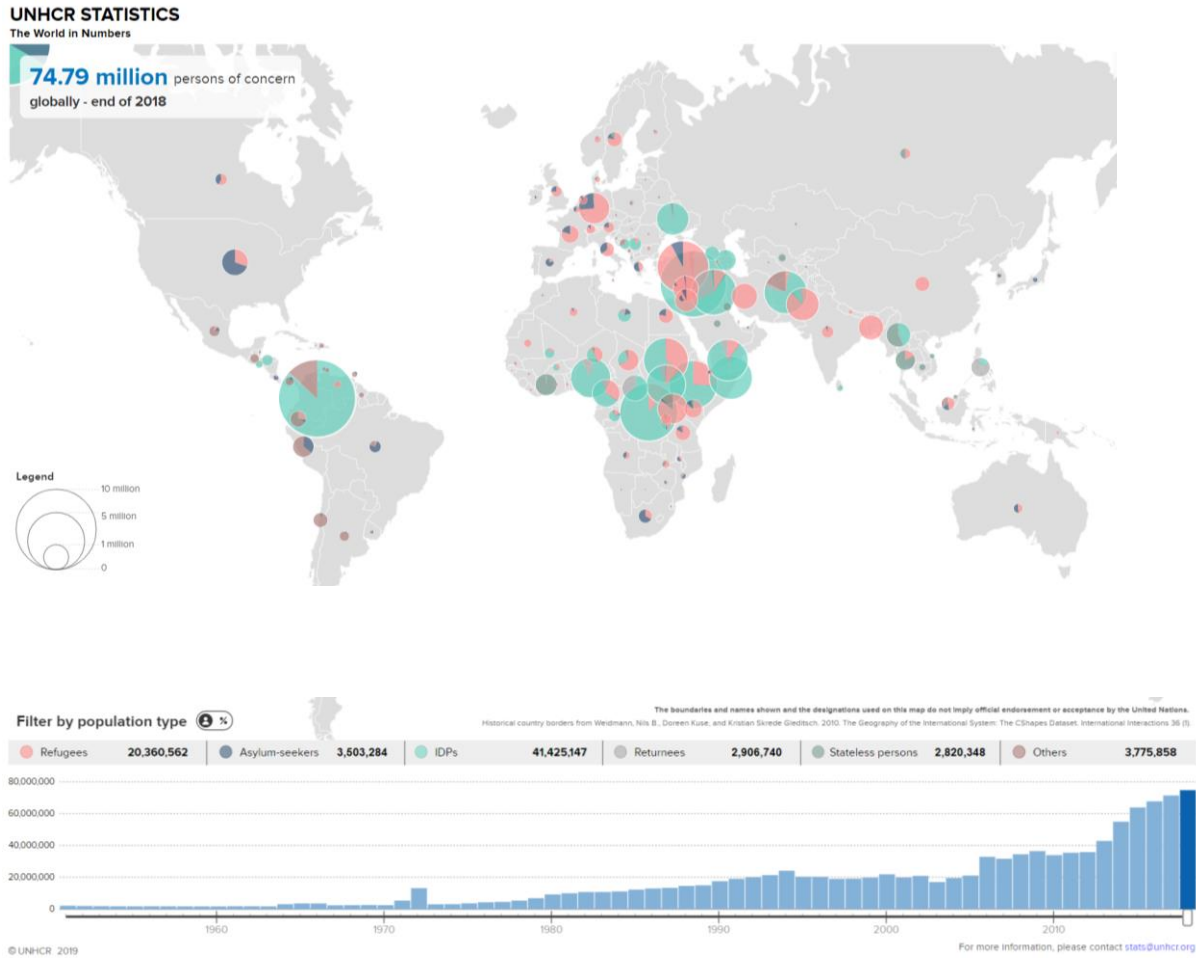 UNHCR STATISTICS
The World in Numbers
74.79 million persons of concern
globally - end of 2018
Legend
10 million
5 million
1 million
0
The boundaries and names shown and the designations used on this map do not imply official endorsement or acceptance by the United Nations.
Filter by population type %
Historical country borders from Weidmann, Nils B., Doreen Kuse, and Kristian Skrede Gleditsch. 2010. The Geography of the International System: The CShapes Dataset. International Interactions 36 (1).
Refugees 20,360,562 Asylum-seekers 3,503,284 IDPs 41,425,147 Returnees 2,906,740 Stateless persons 2,820,348 Others 3,775,858
80,000,000
60,000,000
40,000,000
20,000,000
0
1960 1970 1980 1990 2000 2010
© UNHCR 2019
For more information, please contact stats@unhcr.org